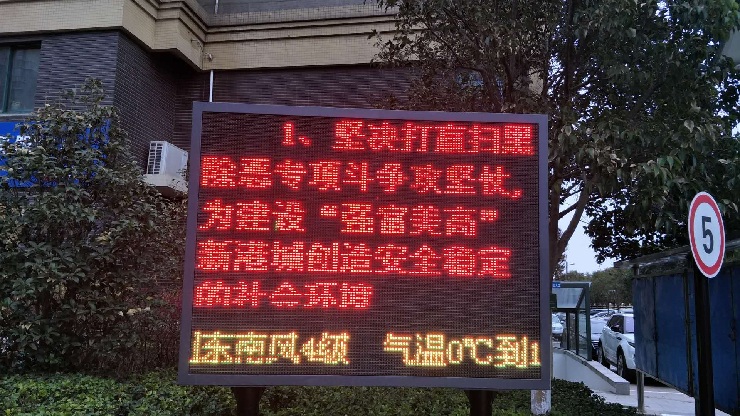 1、坚决打赢扫黑
除恶专项斗争攻坚仗，
为建设“强富美高”
新港城创造安全稳定
的社会环境
东南风4级 气温0℃到1
5